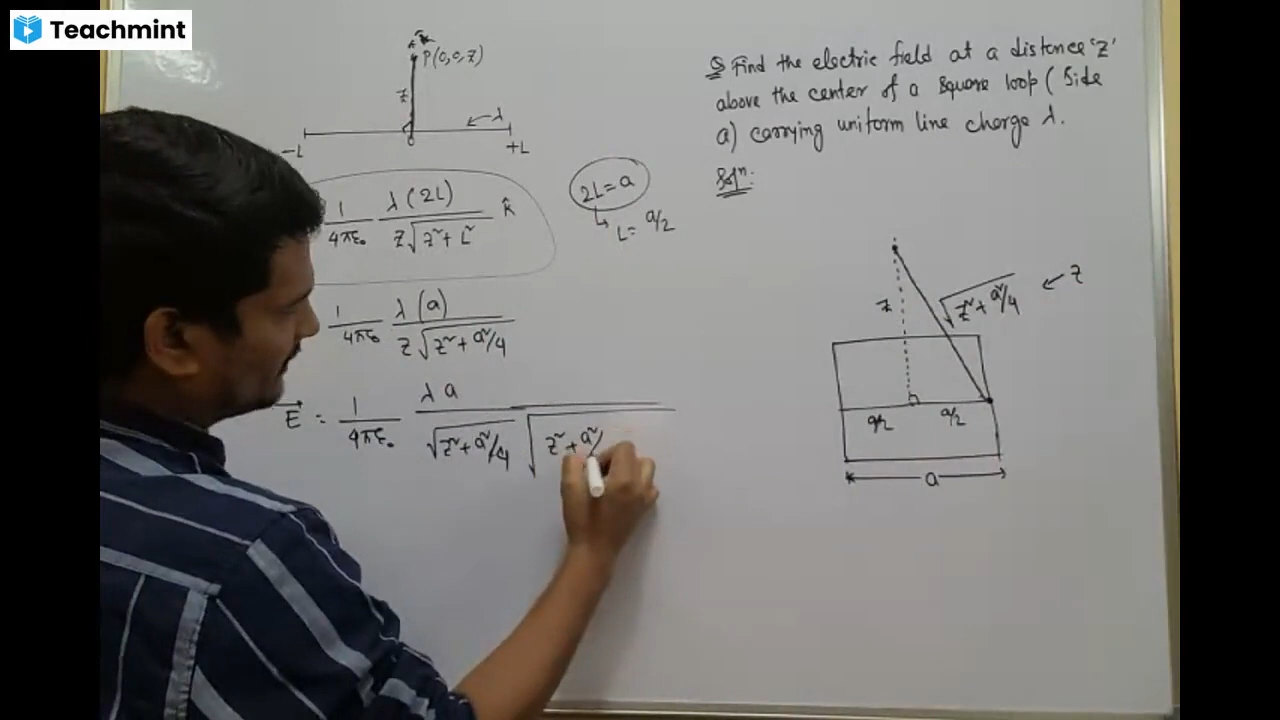 Teachmint
P(0,0,z)
z
λ
-L
+L
1/4πε₀ λ(2L)/z√z²+L² k̂
2L=a
L= a/2
1/4πε₀ λ(a)/z√z²+a²/4
E = 1/4πε₀ λa/√z²+a²/4 √z²+a²/
Q Find the electric field at a distance 'z'
above the center of a square loop (Side
a) carrying uniform line charge λ.
Solⁿ:
z
√z²+a²/4 ← z
a/2 a/2
a